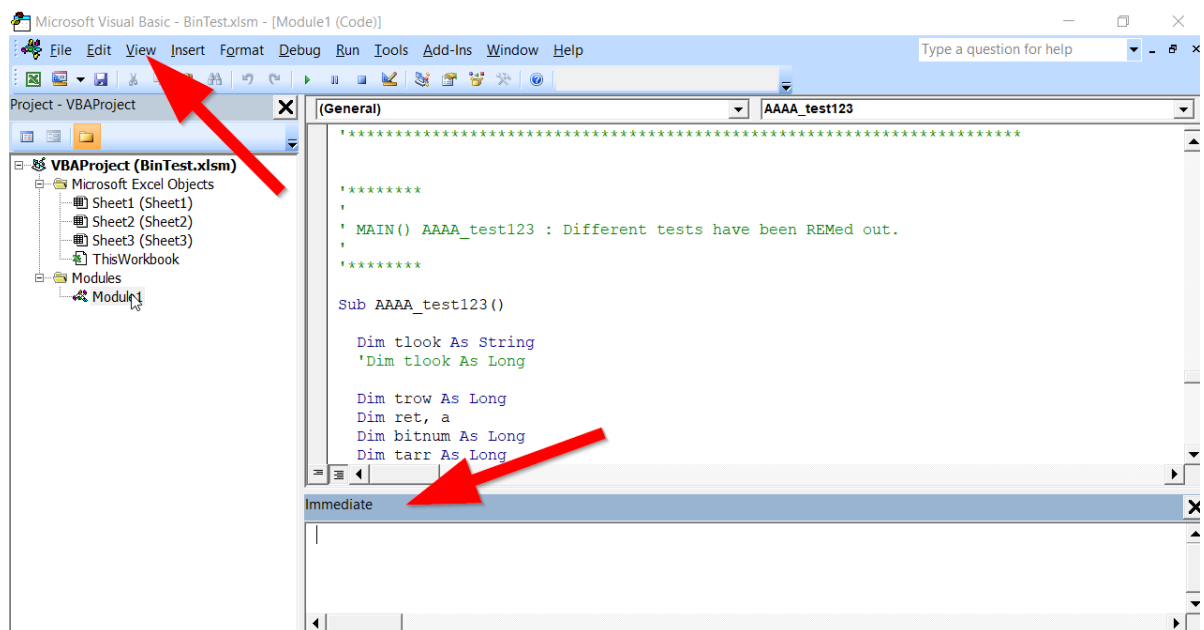 Microsoft Visual Basic - BinTest.xlsm - [Module1 (Code)]
File Edit View Insert Format Debug Run Tools Add-Ins Window Help
Type a question for help
Project - VBAProject
(General)
AAAA_test123
VBAProject (BinTest.xlsm)
Microsoft Excel Objects
Sheet1 (Sheet1)
Sheet2 (Sheet2)
Sheet3 (Sheet3)
ThisWorkbook
Modules
Module1
'************************************************************************
'********
'
' MAIN() AAAA_test123 : Different tests have been REMed out.
'
'********
Sub AAAA_test123()
Dim tlook As String
'Dim tlook As Long
Dim trow As Long
Dim ret, a
Dim bitnum As Long
Dim tarr As Long
Immediate